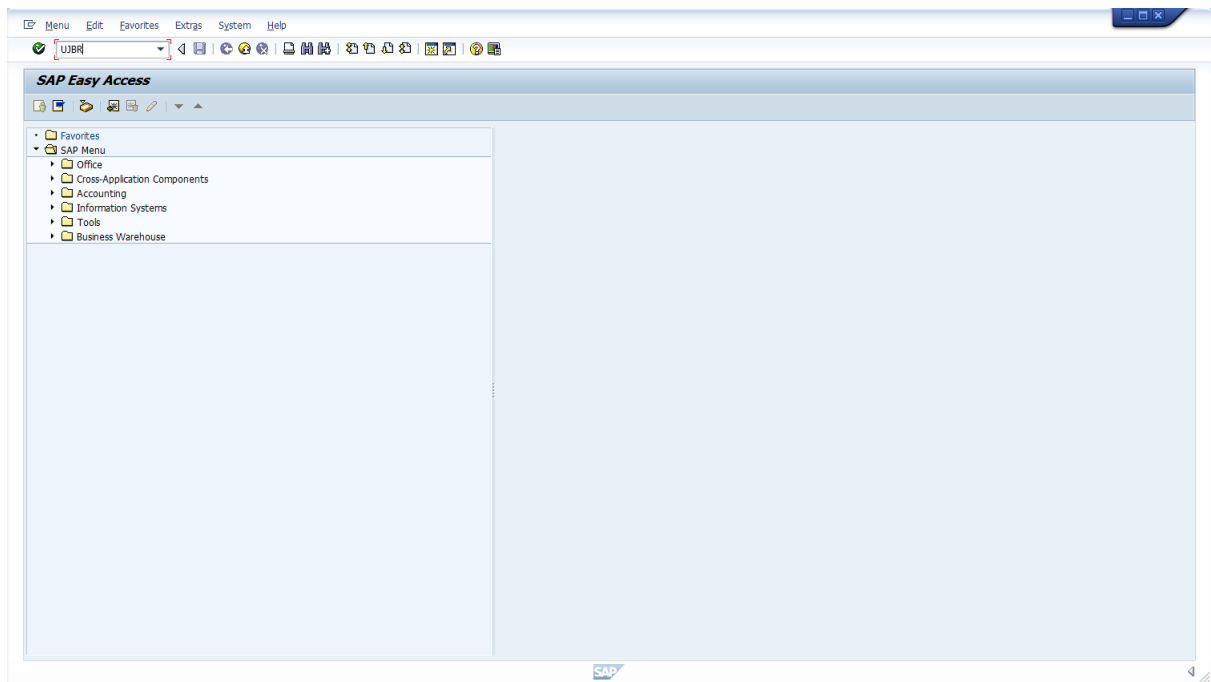 Menu Edit Favorites Extras System Help
UJBR
SAP Easy Access
Favorites
SAP Menu
Office
Cross-Application Components
Accounting
Information Systems
Tools
Business Warehouse
SAP